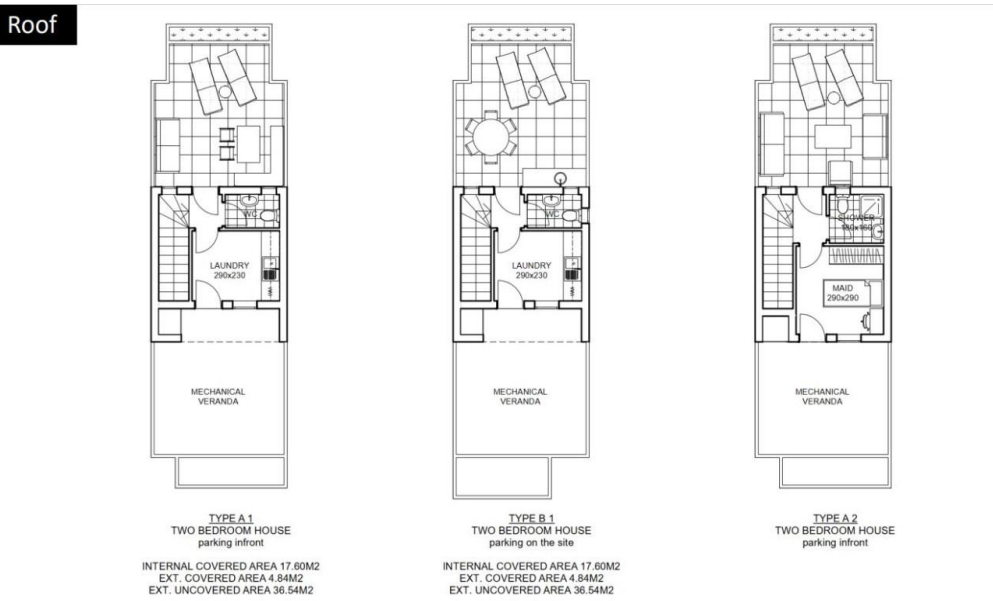 Roof
WC
LAUNDRY
290x230
MECHANICAL
VERANDA
TYPE A 1
TWO BEDROOM HOUSE
parking infront
INTERNAL COVERED AREA 17.60M2
EXT. COVERED AREA 4.84M2
EXT. UNCOVERED AREA 36.54M2
WC
LAUNDRY
290x230
MECHANICAL
VERANDA
TYPE B 1
TWO BEDROOM HOUSE
parking on the site
INTERNAL COVERED AREA 17.60M2
EXT. COVERED AREA 4.84M2
EXT. UNCOVERED AREA 36.54M2
SHOWER
180x160
MAID
290x290
MECHANICAL
VERANDA
TYPE A 2
TWO BEDROOM HOUSE
parking infront